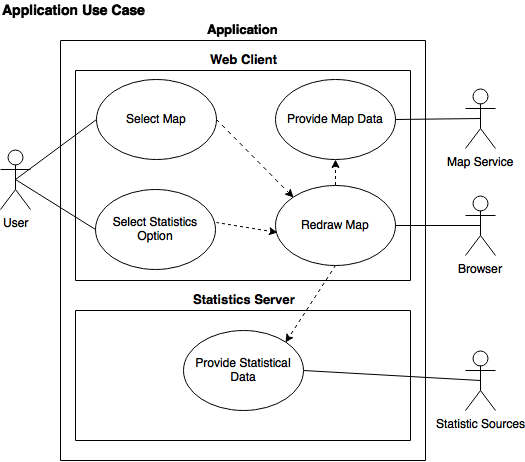 Application Use Case
Application
Web Client
Select Map
Provide Map Data
Map Service
User
Select Statistics
Option
Redraw Map
Browser
Statistics Server
Provide Statistical
Data
Statistic Sources